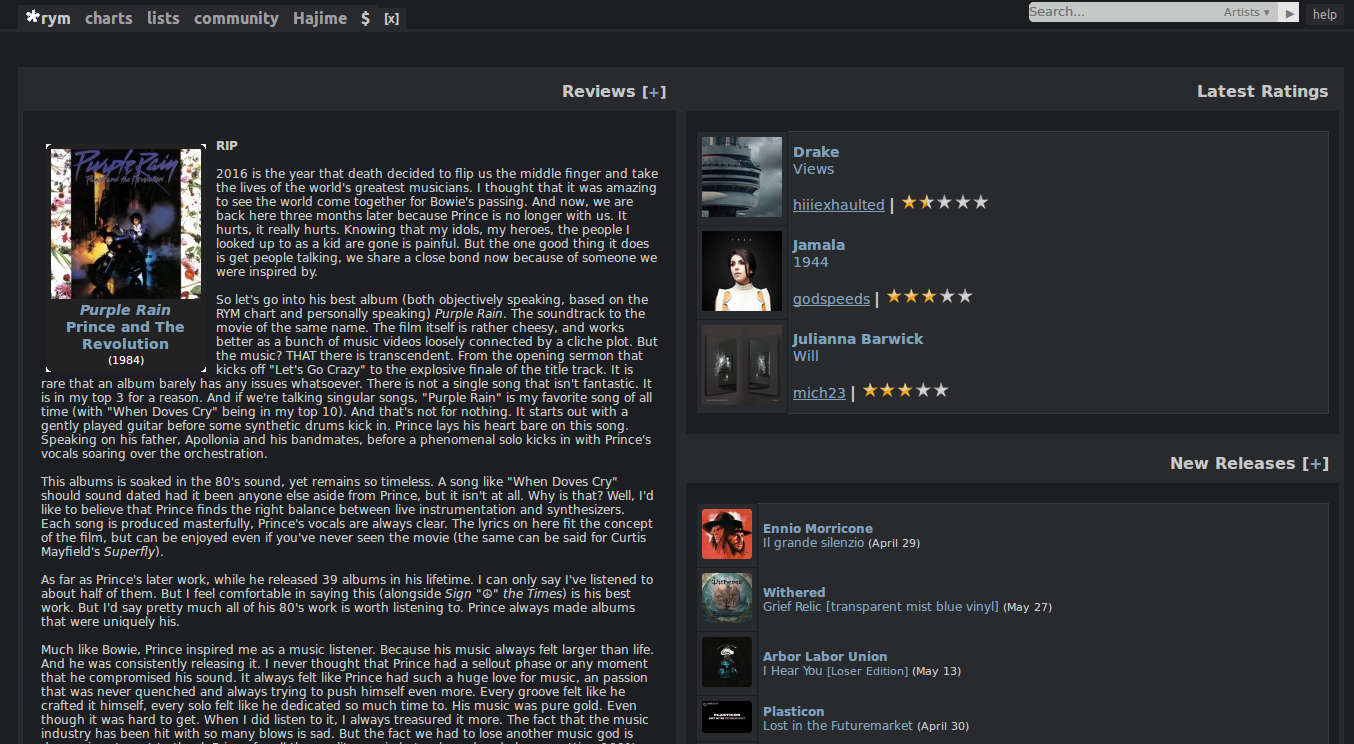 *rym charts lists community Hajime $ [x]
Search... Artists ▾ ▶ help
Reviews [+]
Purple Rain
Purple Rain
Prince and The
Revolution
(1984)
RIP
2016 is the year that death decided to flip us the middle finger and take
the lives of the world's greatest musicians. I thought that it was amazing
to see the world come together for Bowie's passing. And now, we are
back here three months later because Prince is no longer with us. It
hurts, it really hurts. Knowing that my idols, my heroes, the people I
looked up to as a kid are gone is painful. But the one good thing it does
is get people talking, we share a close bond now because of someone we
were inspired by.
So let's go into his best album (both objectively speaking, based on the
RYM chart and personally speaking) Purple Rain. The soundtrack to the
movie of the same name. The film itself is rather cheesy, and works
better as a bunch of music videos loosely connected by a cliche plot. But
the music? THAT there is transcendent. From the opening sermon that
kicks off "Let's Go Crazy" to the explosive finale of the title track. It is
rare that an album barely has any issues whatsoever. There is not a single song that isn't fantastic. It
is in my top 3 for a reason. And if we're talking singular songs, "Purple Rain" is my favorite song of all
time (with "When Doves Cry" being in my top 10). And that's not for nothing. It starts out with a
gently played guitar before some synthetic drums kick in. Prince lays his heart bare on this song.
Speaking on his father, Apollonia and his bandmates, before a phenomenal solo kicks in with Prince's
vocals soaring over the orchestration.
This albums is soaked in the 80's sound, yet remains so timeless. A song like "When Doves Cry"
should sound dated had it been anyone else aside from Prince, but it isn't at all. Why is that? Well, I'd
like to believe that Prince finds the right balance between live instrumentation and synthesizers.
Each song is produced masterfully, Prince's vocals are always clear. The lyrics on here fit the concept
of the film, but can be enjoyed even if you've never seen the movie (the same can be said for Curtis
Mayfield's Superfly).
As far as Prince's later work, while he released 39 albums in his lifetime. I can only say I've listened to
about half of them. But I feel comfortable in saying this (alongside Sign "☮" the Times) is his best
work. But I'd say pretty much all of his 80's work is worth listening to. Prince always made albums
that were uniquely his.
Much like Bowie, Prince inspired me as a music listener. Because his music always felt larger than life.
And he was consistently releasing it. I never thought that Prince had a sellout phase or any moment
that he compromised his sound. It always felt like Prince had such a huge love for music, an passion
that was never quenched and always trying to push himself even more. Every groove felt like he
crafted it himself, every solo felt like he dedicated so much time to. His music was pure gold. Even
though it was hard to get. When I did listen to it, I always treasured it more. The fact that the music
industry has been hit with so many blows is sad. But the fact we had to lose another music god is
Latest Ratings
Drake
Views
hiiiexhaulted |
Jamala
1944
godspeeds |
Julianna Barwick
Will
mich23 |
New Releases [+]
Ennio Morricone
Il grande silenzio (April 29)
Withered
Withered
Grief Relic [transparent mist blue vinyl] (May 27)
Arbor Labor Union
I Hear You [Loser Edition] (May 13)
PLASTICON
Plasticon
Lost in the Futuremarket (April 30)